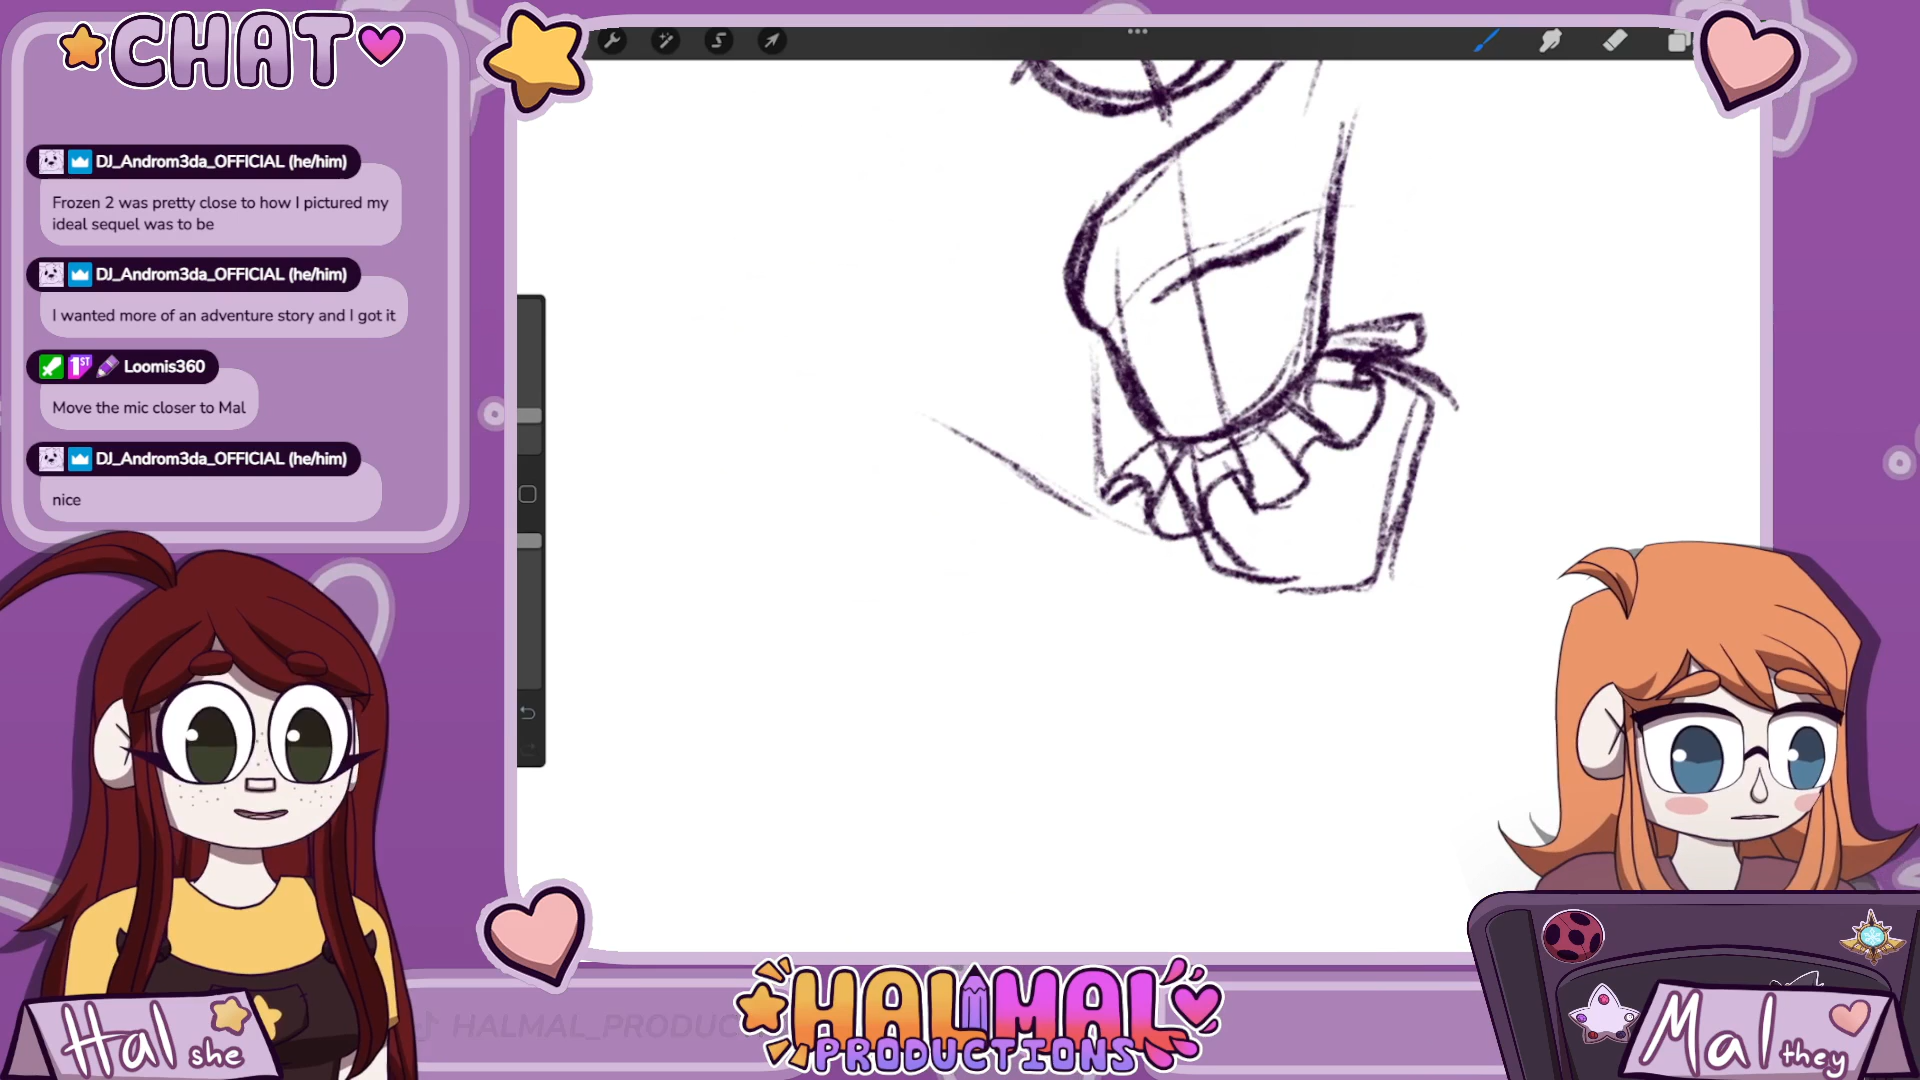 CHAT
DJ_Androm3da_OFFICIAL (he/him)
Frozen 2 was pretty close to how I pictured my
ideal sequel was to be
DJ_Androm3da_OFFICIAL (he/him)
I wanted more of an adventure story and I got it
1ST Loomis360
Move the mic closer to Mal
DJ_Androm3da_OFFICIAL (he/him)
nice
Hal she
HALMAL_PRODUC
HALMAL
PRODUCTIONS
Mal they